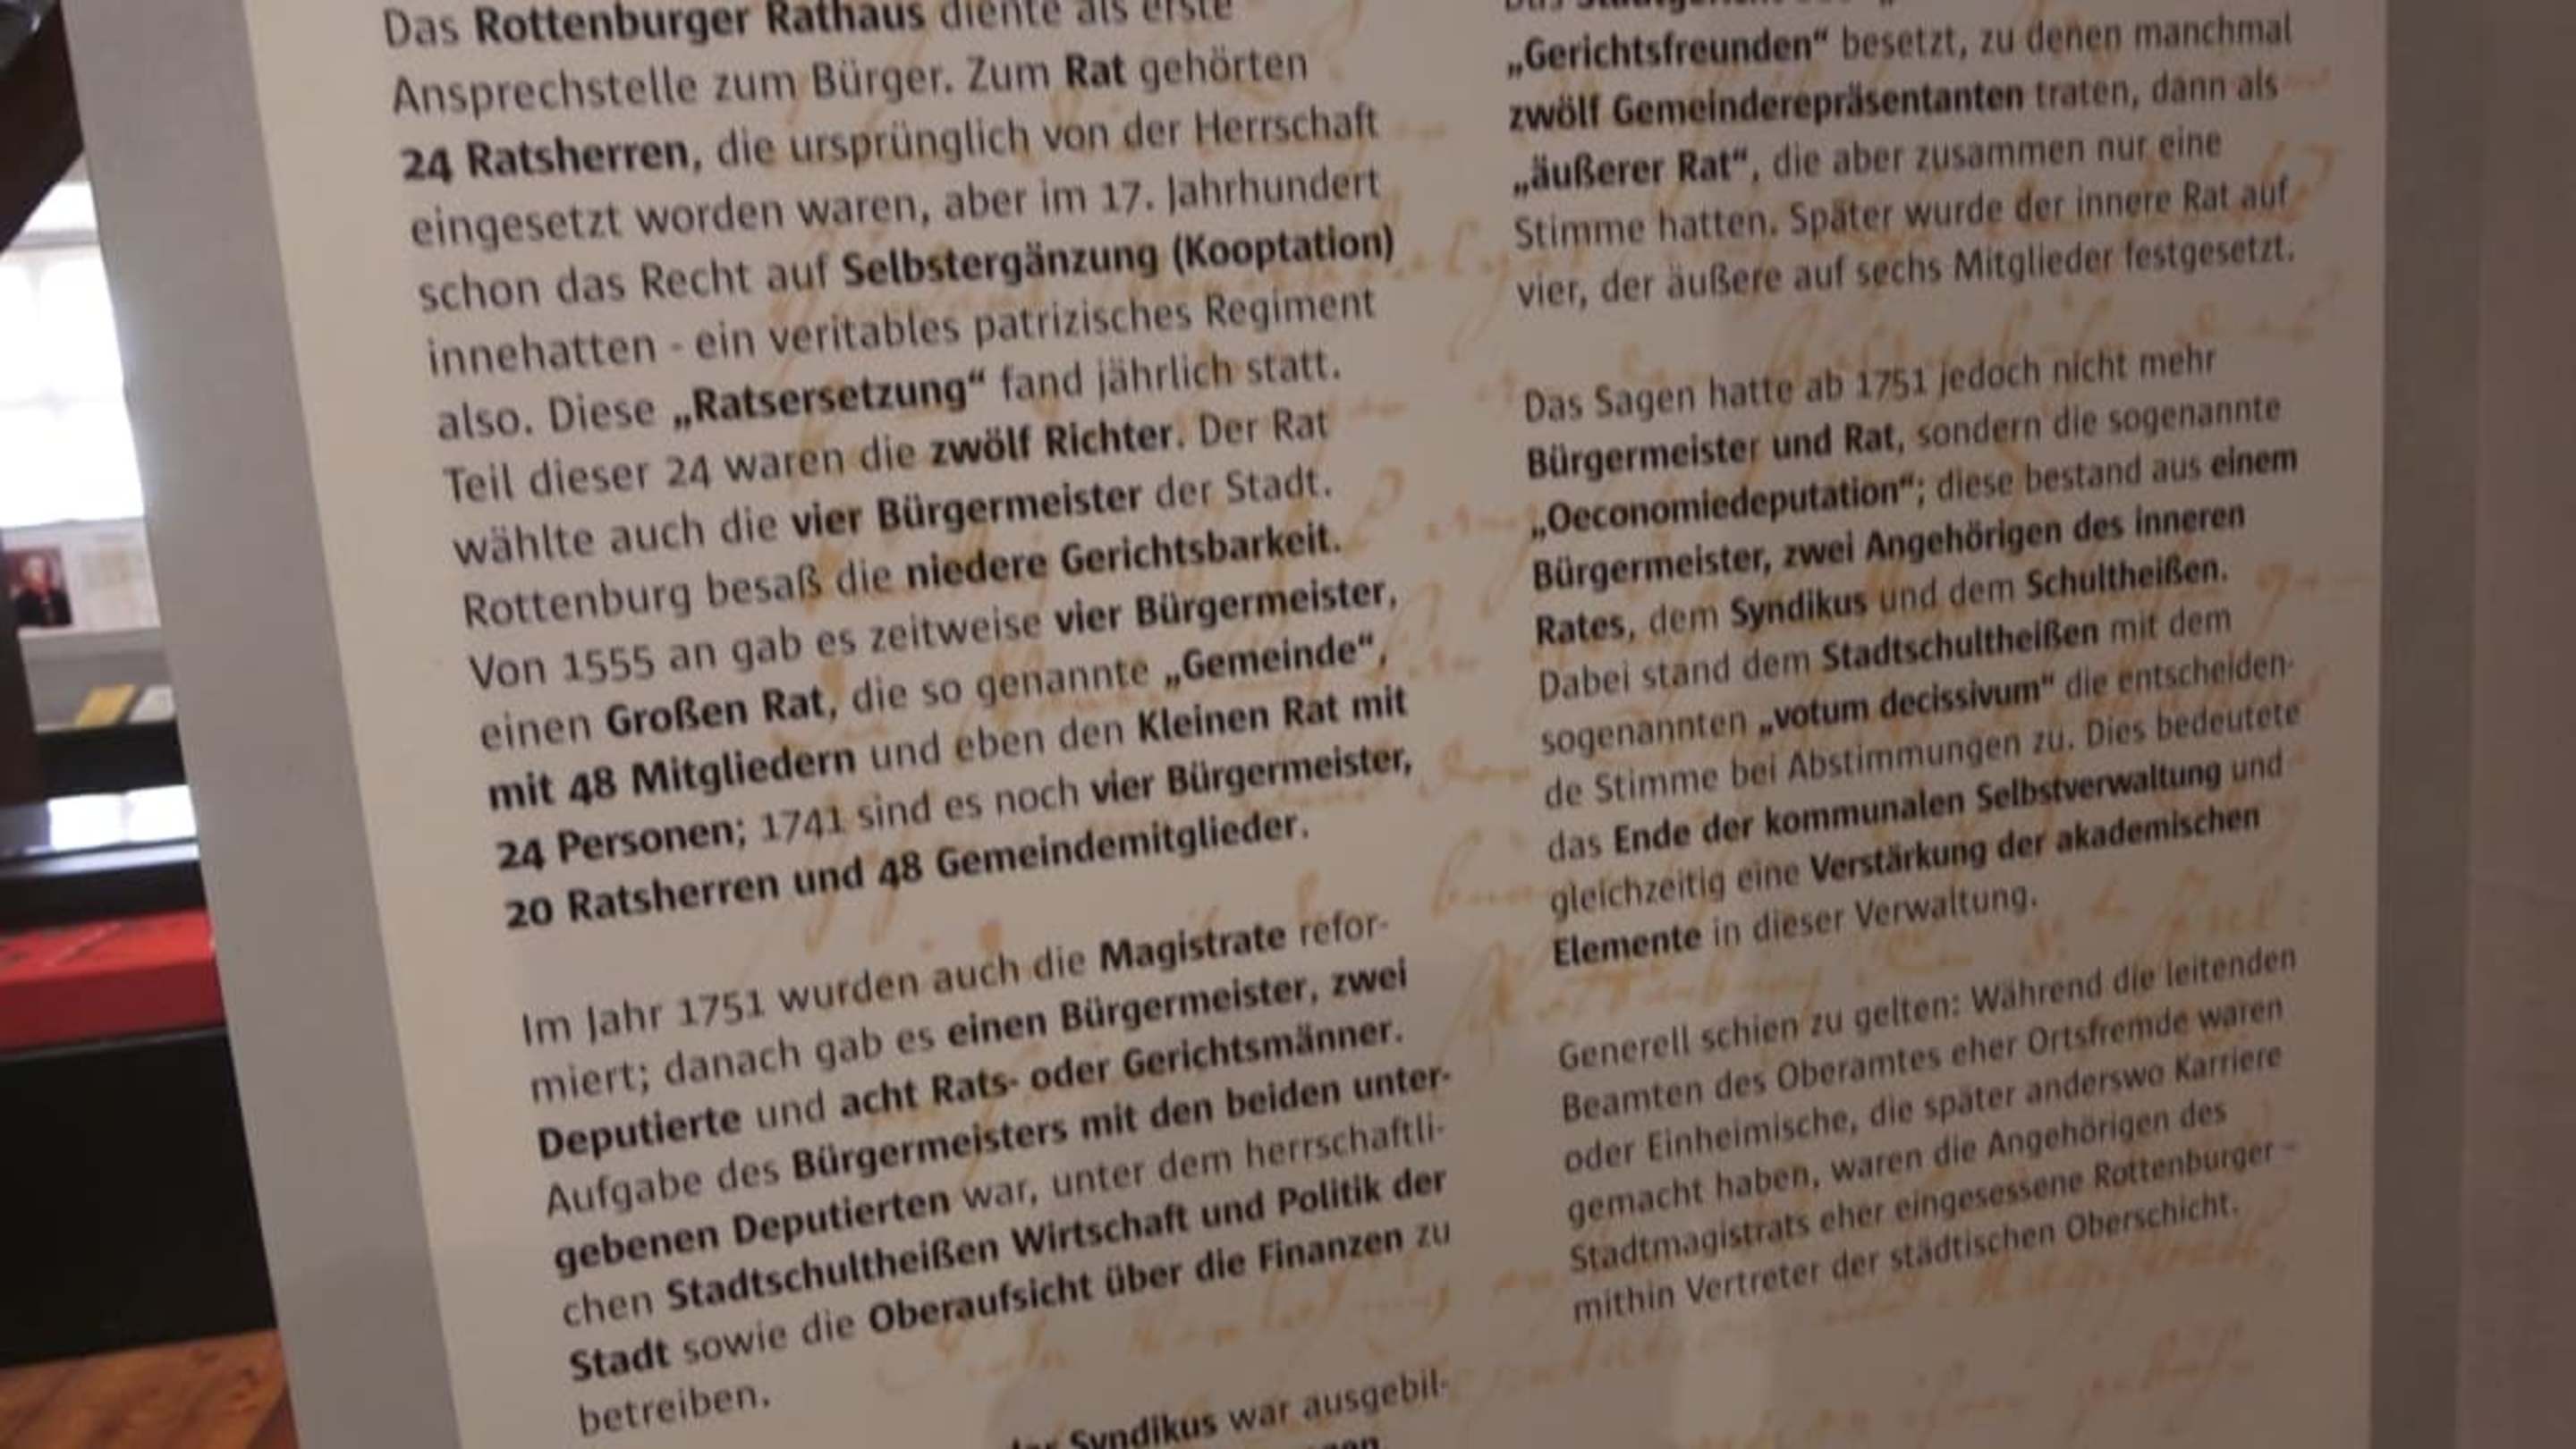 Das Rottenburger Rathaus diente als erste
Ansprechstelle zum Bürger. Zum Rat gehörten
24 Ratsherren, die ursprünglich von der Herrschaft
eingesetzt worden waren, aber im 17. Jahrhundert
schon das Recht auf Selbstergänzung (Kooptation)
innehatten - ein veritables patrizisches Regiment
also. Diese „Ratsersetzung“ fand jährlich statt.
Teil dieser 24 waren die zwölf Richter. Der Rat
wählte auch die vier Bürgermeister der Stadt.
Rottenburg besaß die niedere Gerichtsbarkeit.
Von 1555 an gab es zeitweise vier Bürgermeister,
einen Großen Rat, die so genannte „Gemeinde“,
mit 48 Mitgliedern und eben den Kleinen Rat mit
24 Personen; 1741 sind es noch vier Bürgermeister,
20 Ratsherren und 48 Gemeindemitglieder.
Im Jahr 1751 wurden auch die Magistrate refor-
miert; danach gab es einen Bürgermeister, zwei
Deputierte und acht Rats- oder Gerichtsmänner.
Aufgabe des Bürgermeisters mit den beiden unter-
gebenen Deputierten war, unter dem herrschaftli-
chen Stadtschultheißen Wirtschaft und Politik der
Stadt sowie die Oberaufsicht über die Finanzen zu
betreiben.
Syndikus war ausgebil-
„Gerichtsfreunden“ besetzt, zu denen manchmal
zwölf Gemeinderepräsentanten traten, dann als
„äußerer Rat“, die aber zusammen nur eine
Stimme hatten. Später wurde der innere Rat auf
vier, der äußere auf sechs Mitglieder festgesetzt.
Das Sagen hatte ab 1751 jedoch nicht mehr
Bürgermeister und Rat, sondern die sogenannte
„Oeconomiedeputation“; diese bestand aus einem
Bürgermeister, zwei Angehörigen des inneren
Rates, dem Syndikus und dem Schultheißen.
Dabei stand dem Stadtschultheißen mit dem
sogenannten „votum decissivum“ die entscheiden-
de Stimme bei Abstimmungen zu. Dies bedeutete
das Ende der kommunalen Selbstverwaltung und
gleichzeitig eine Verstärkung der akademischen
Elemente in dieser Verwaltung.
Generell schien zu gelten: Während die leitenden
Beamten des Oberamtes eher Ortsfremde waren
oder Einheimische, die später anderswo Karriere
gemacht haben, waren die Angehörigen des
Stadtmagistrats eher eingesessene Rottenburger –
mithin Vertreter der städtischen Oberschicht.